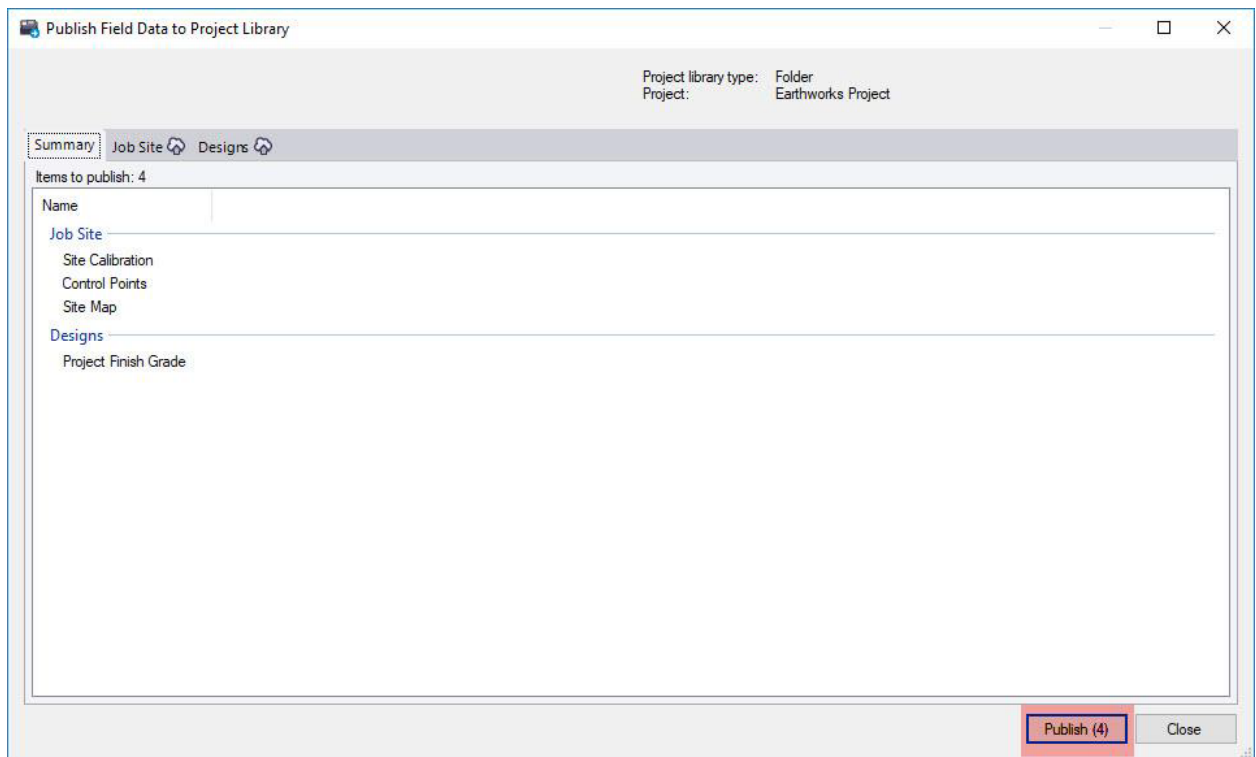 Publish Field Data to Project Library
Project library type: Folder
Project: Earthworks Project
Summary Job Site Designs
Items to publish: 4
Name
Job Site
Site Calibration
Control Points
Site Map
Designs
Project Finish Grade
Publish (4) Close